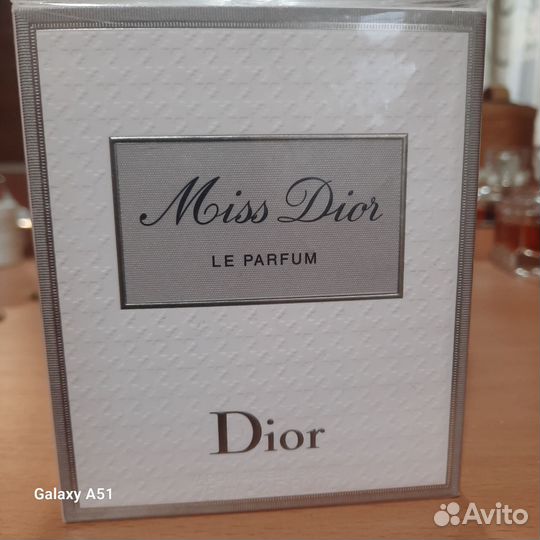 Miss Dior
LE PARFUM
Dior
Galaxy A51
Avito